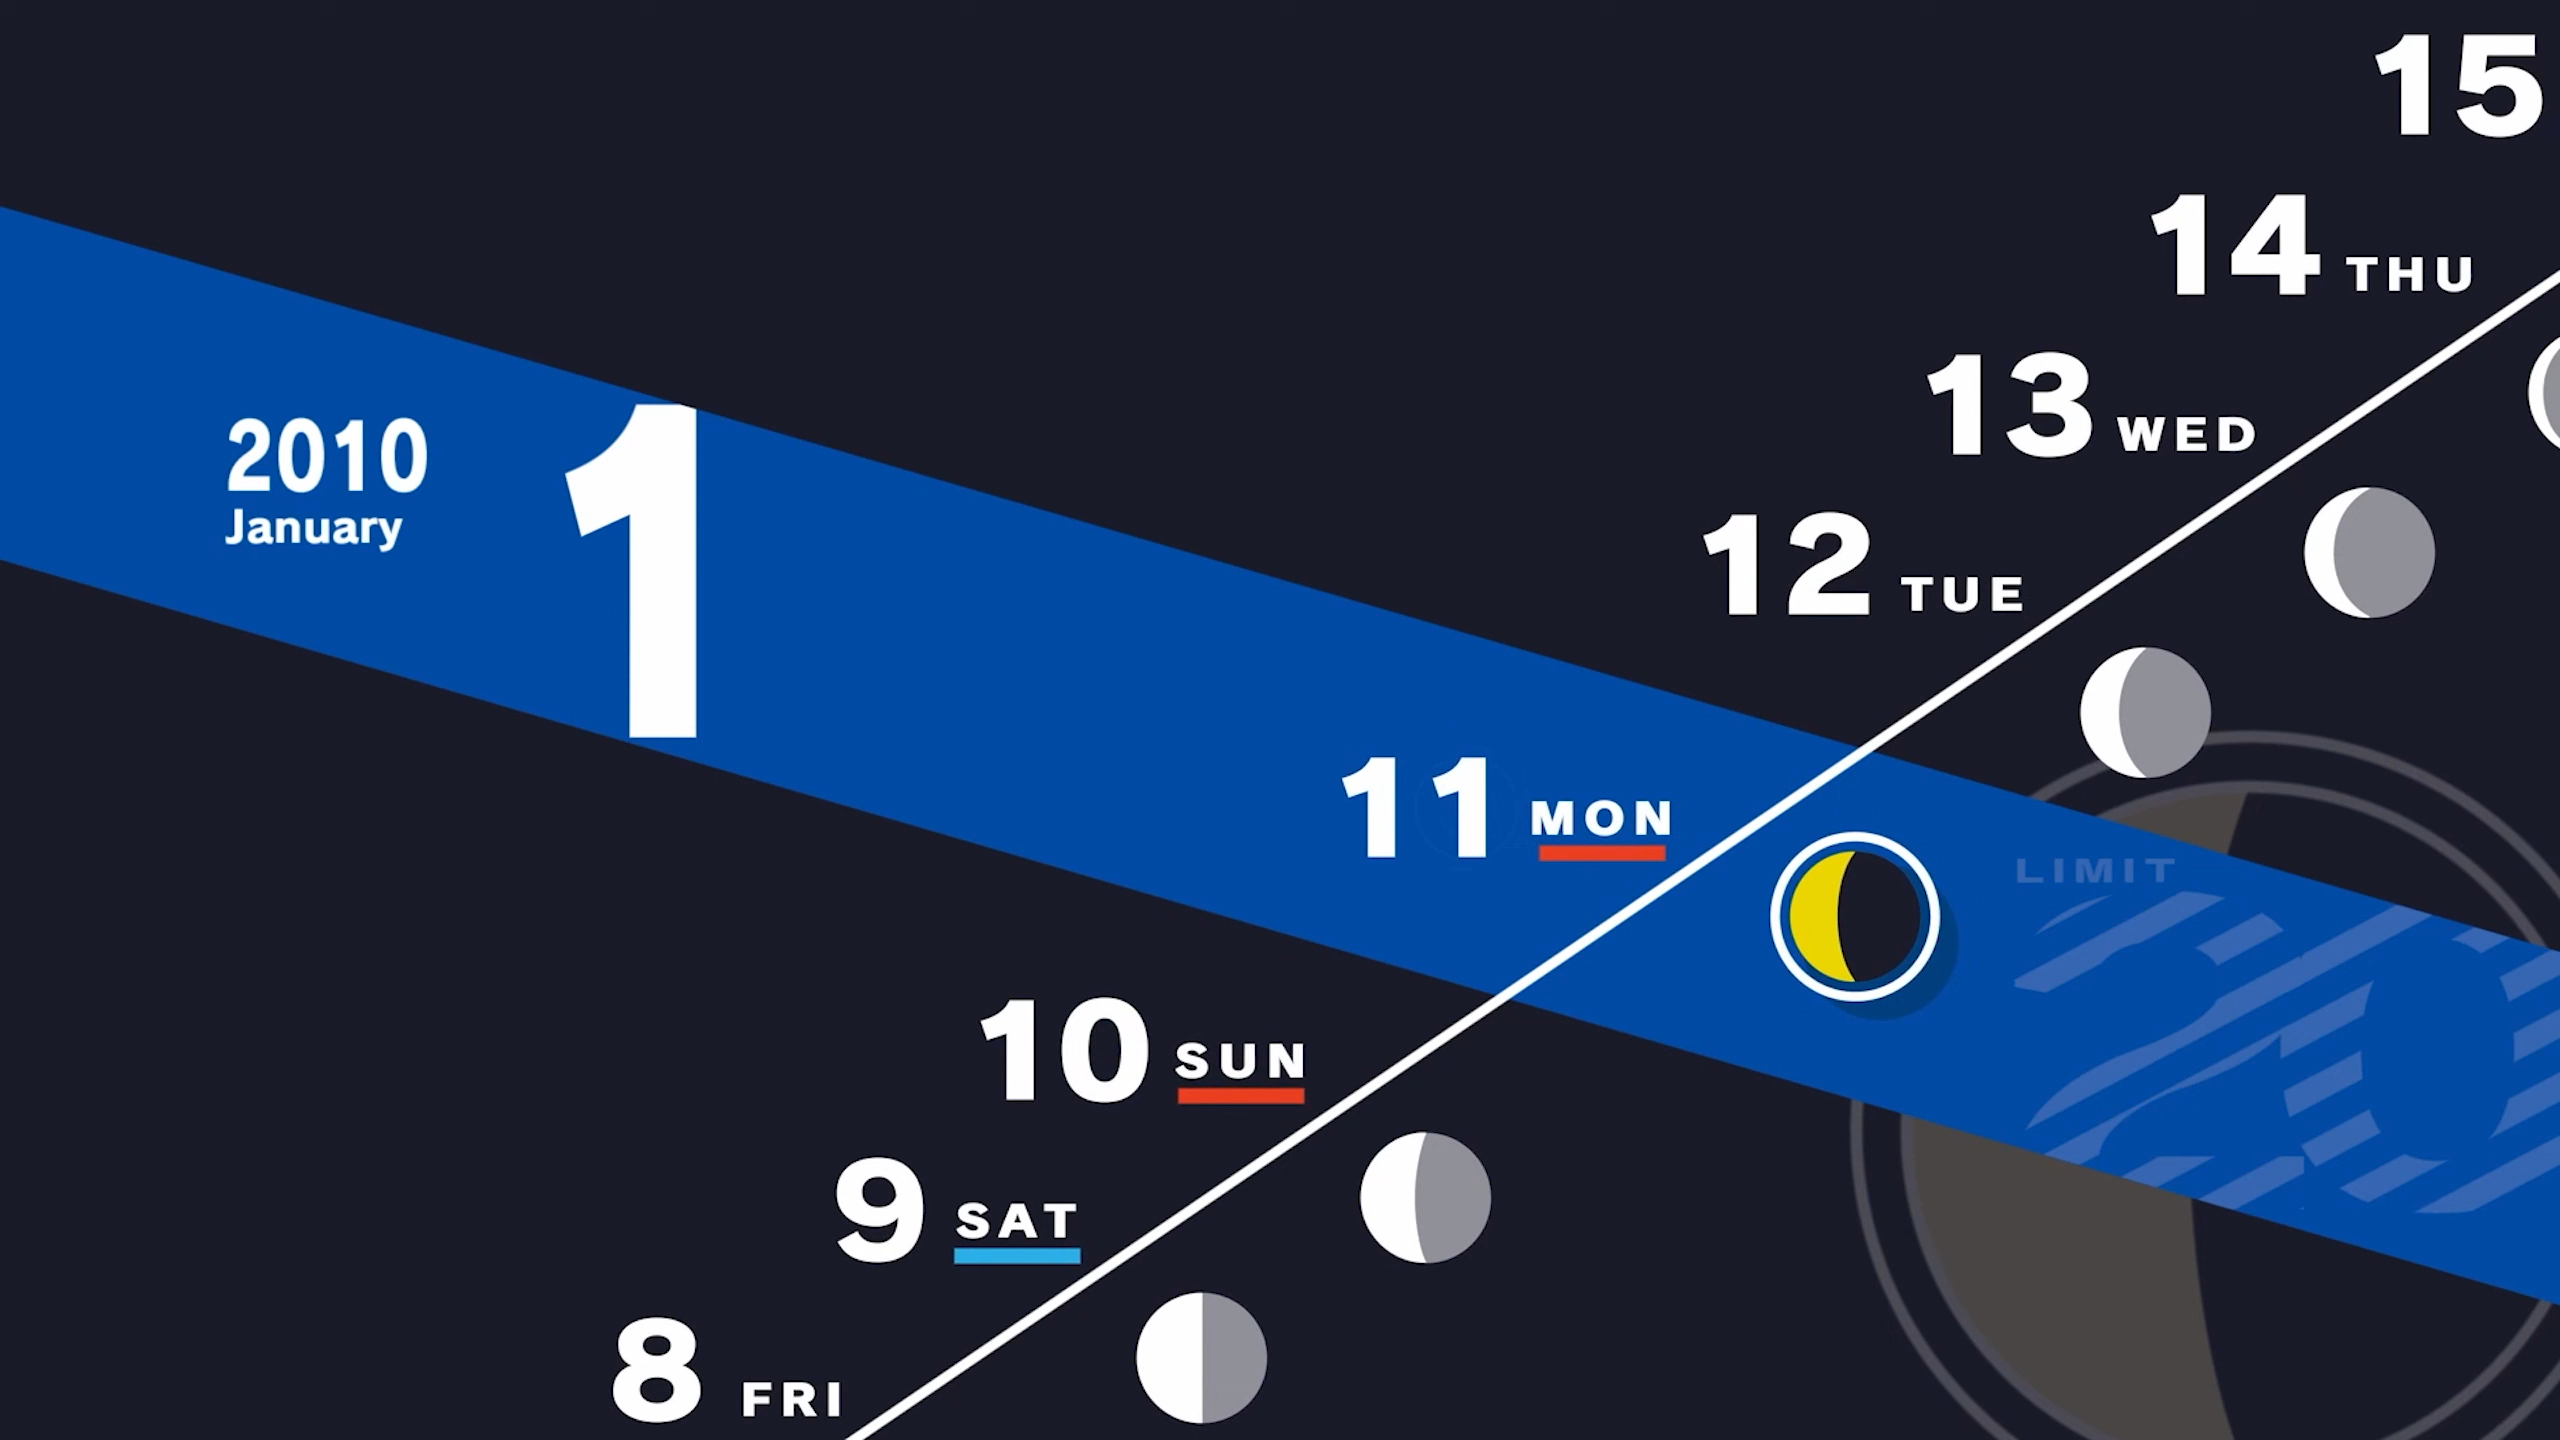 15
14 THU
13 WED
12 TUE
2010
January
1
11 MON
LIMIT
10 SUN
9 SAT
8 FRI